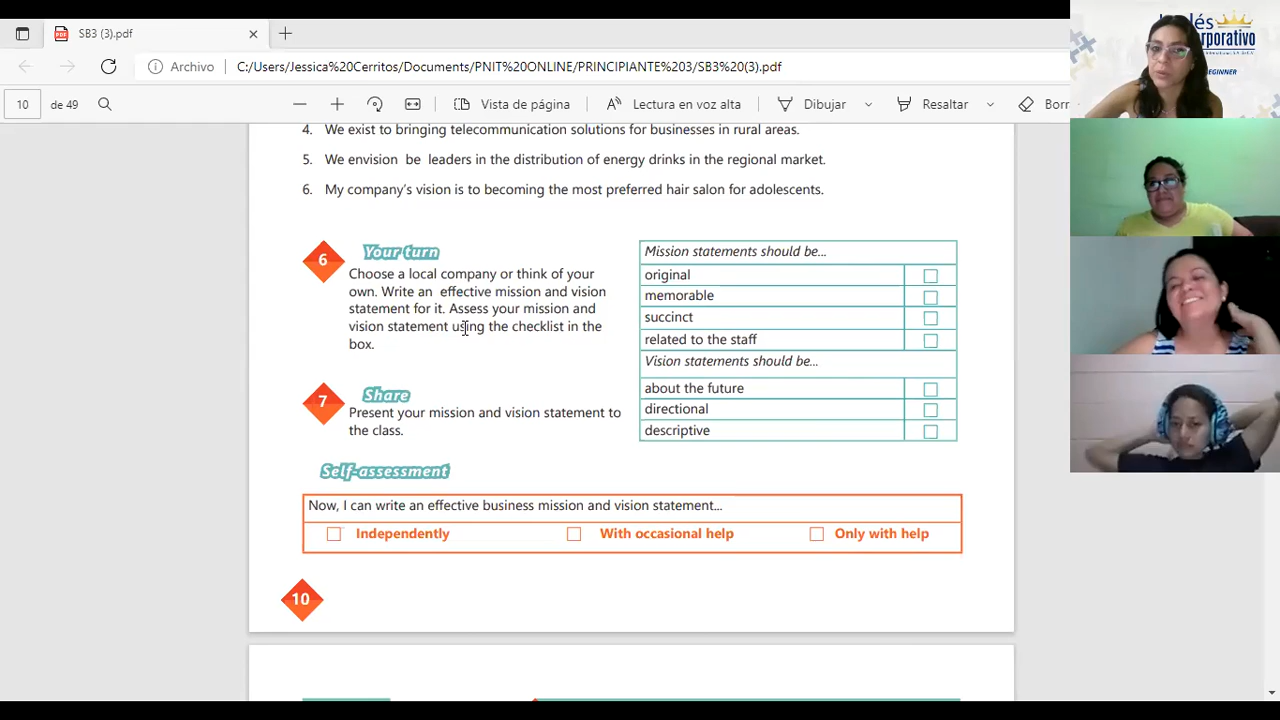 SB3 (3).pdf
Archivo
C:/Users/Jessica%20Cerritos/Documents/PNIT%20ONLINE/PRINCIPIANTE%203/SB3%20(3).pdf
10 de 49
Vista de página
Lectura en voz alta
Dibujar
Resaltar
Borr
4. We exist to bringing telecommunication solutions for businesses in rural areas.
5. We envision be leaders in the distribution of energy drinks in the regional market.
6. My company's vision is to becoming the most preferred hair salon for adolescents.
6 Your turn
Choose a local company or think of your
own. Write an effective mission and vision
statement for it. Assess your mission and
vision statement using the checklist in the
box.
Mission statements should be...
original
memorable
succinct
related to the staff
Vision statements should be...
about the future
directional
descriptive
7 Share
Present your mission and vision statement to
the class.
Self-assessment
Now, I can write an effective business mission and vision statement...
Independently
With occasional help
Only with help
10